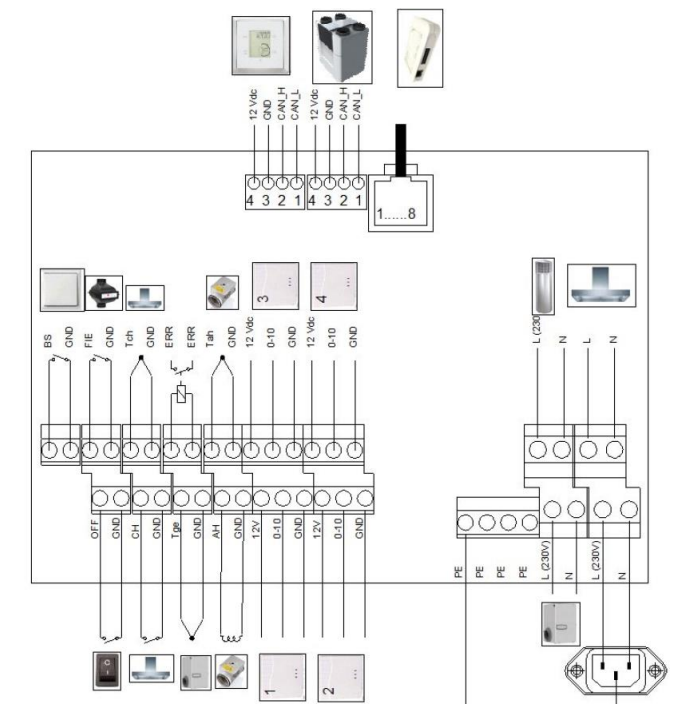 12 Vdc
GND
CAN_H
CAN_L
12 Vdc
GND
CAN_H
CAN_L
4 3 2 1 4 3 2 1
1......8
3
4
BS
GND
FIE
GND
Tch
GND
ERR
ERR
Tah
GND
12 Vdc
0-10
GND
12 Vdc
0-10
GND
L (230
N
L
N
OFF
GND
CH
GND
Tge
GND
AH
GND
12V
0-10
GND
12V
0-10
GND
PE
PE
PE
PE
L (230V)
N
L (230V)
N
1
2